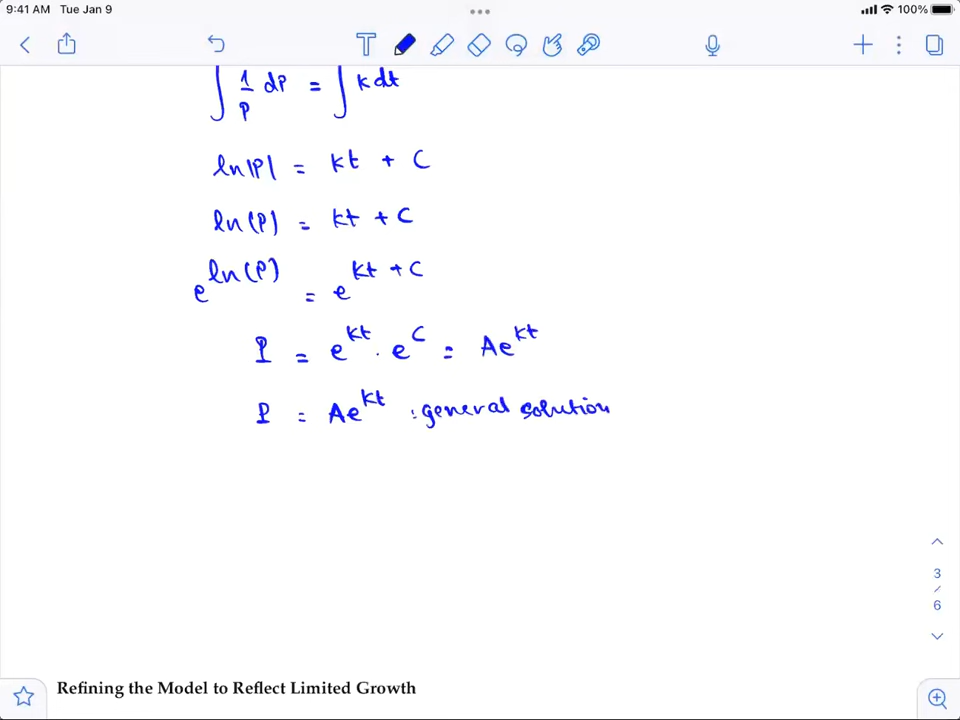 9:41 AM Tue Jan 9 100%
∫ 1/P dP = ∫ k dt
ln|P| = kt + C
ln(P) = kt + C
e^ln(P) = e^kt + C
P = e^kt · e^C = Ae^kt
P = Ae^kt : general solution
3
/
6
Refining the Model to Reflect Limited Growth